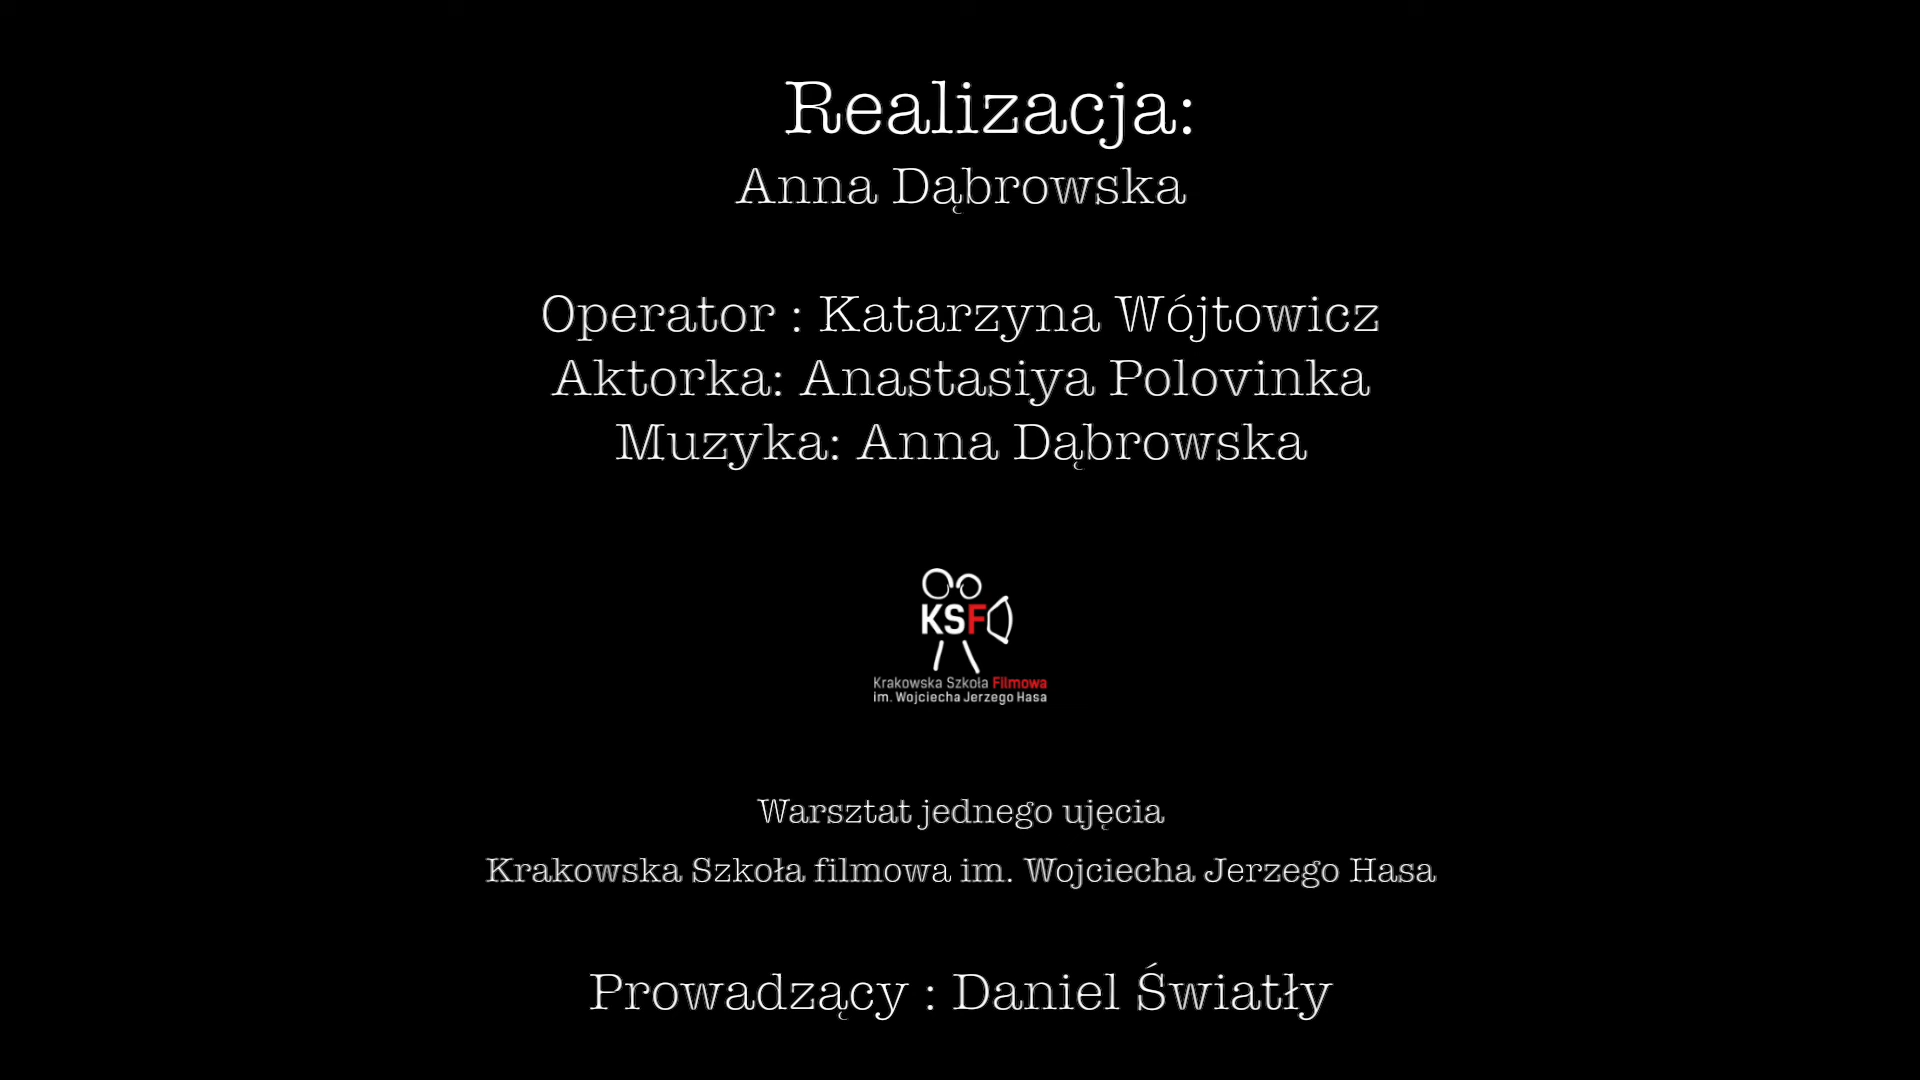 Realizacja:
Anna Dąbrowska
Operator : Katarzyna Wójtowicz
Aktorka: Anastasiya Polovinka
Muzyka: Anna Dąbrowska
KSF
Krakowska Szkoła Filmowa
im. Wojciecha Jerzego Hasa
Warsztat jednego ujęcia
Krakowska Szkoła filmowa im. Wojciecha Jerzego Hasa
Prowadzący : Daniel Światły